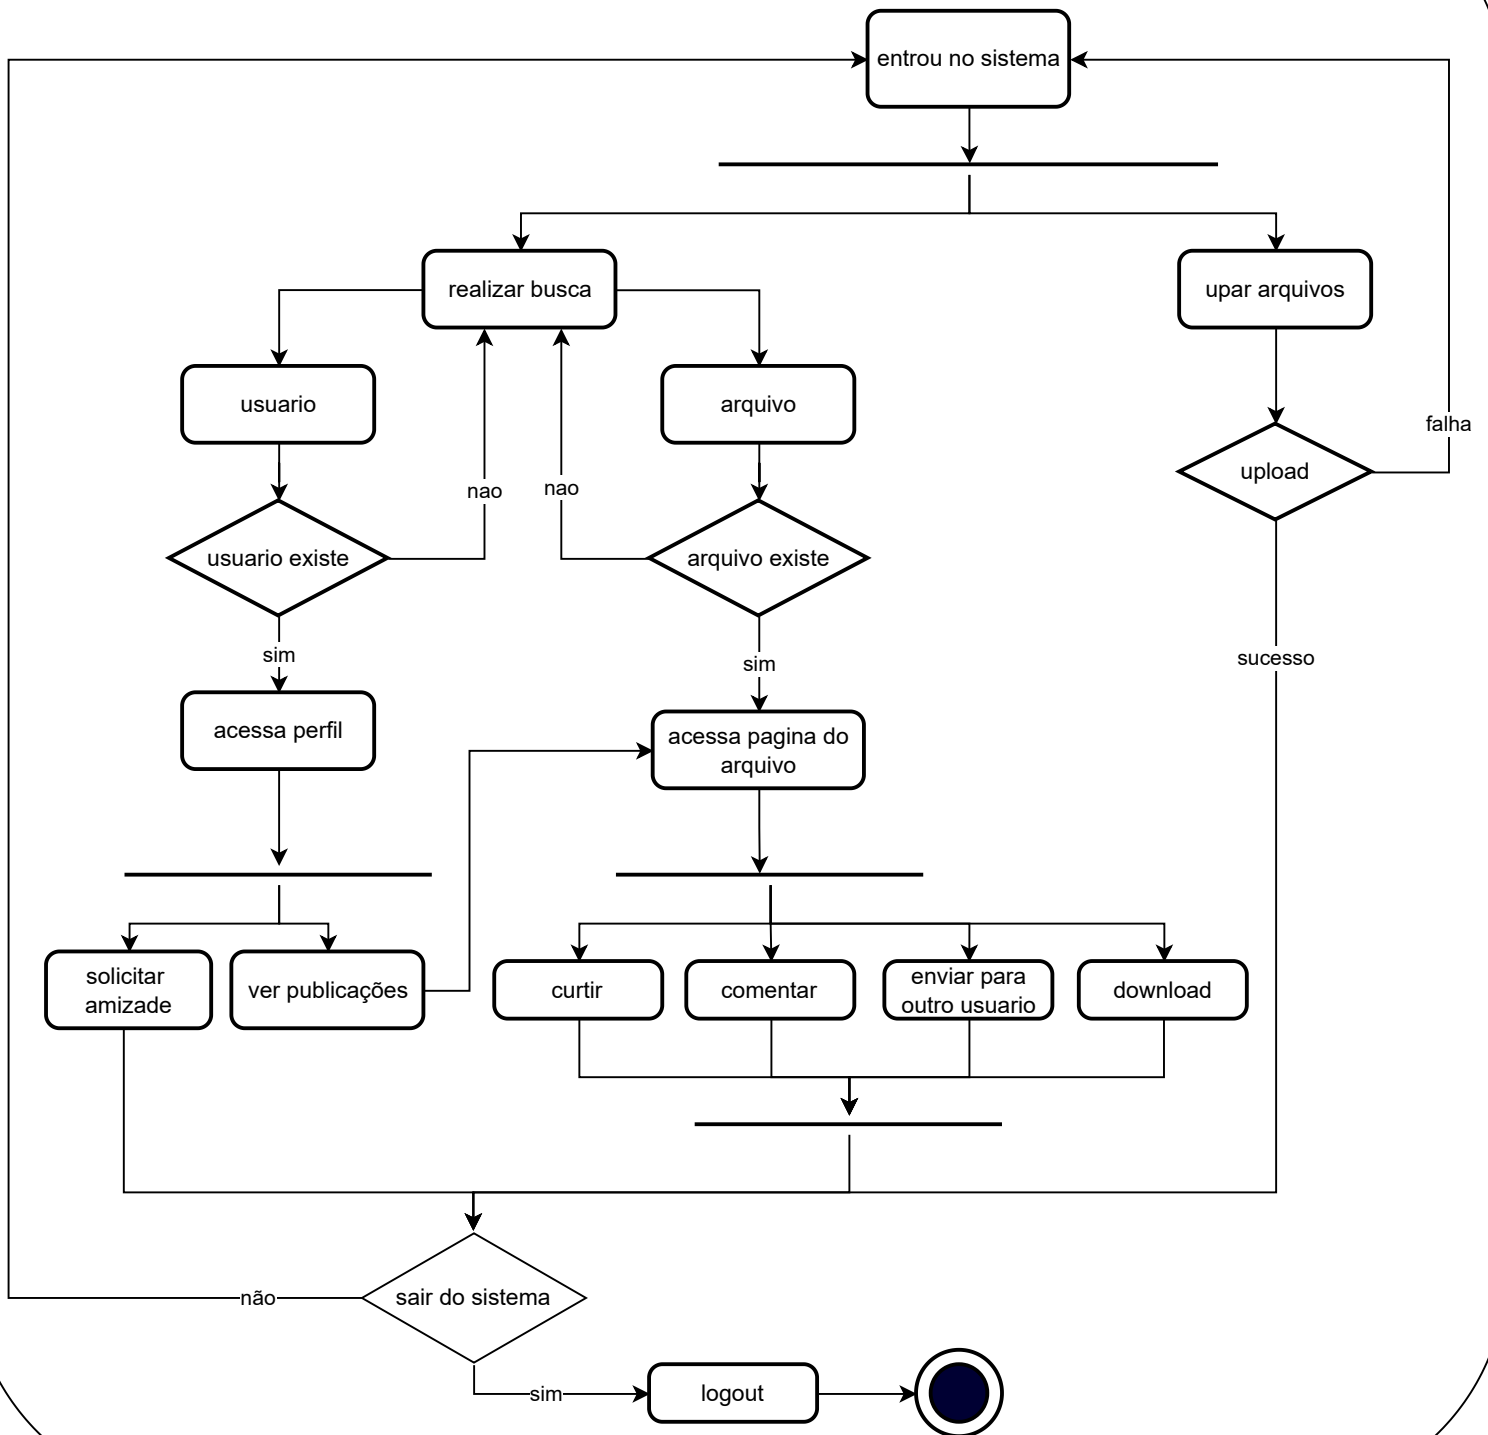 entrou no sistema
realizar busca
upar arquivos
usuario
arquivo
falha
upload
nao
nao
usuario existe
arquivo existe
sim
sim
sucesso
acessa perfil
acessa pagina do
arquivo
solicitar
amizade
ver publicações
curtir
comentar
enviar para
outro usuario
download
sair do sistema
não
sim
logout